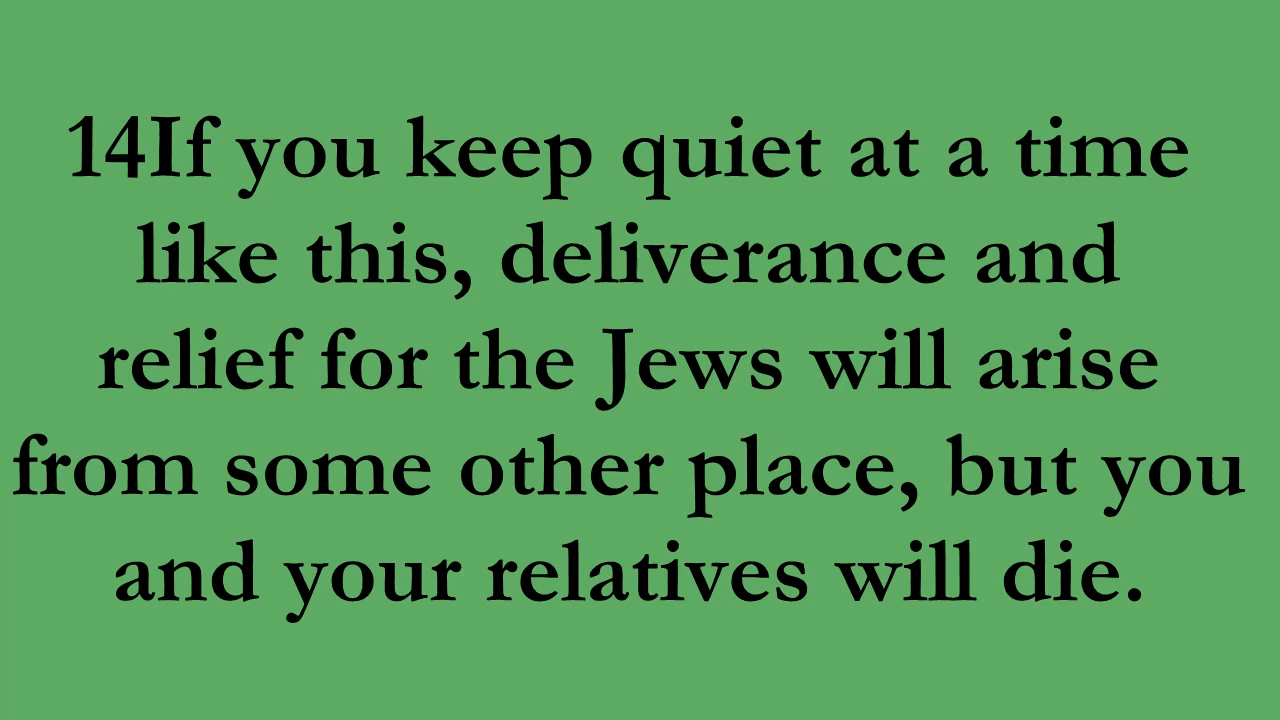 14If you keep quiet at a time
like this, deliverance and
relief for the Jews will arise
from some other place, but you
and your relatives will die.